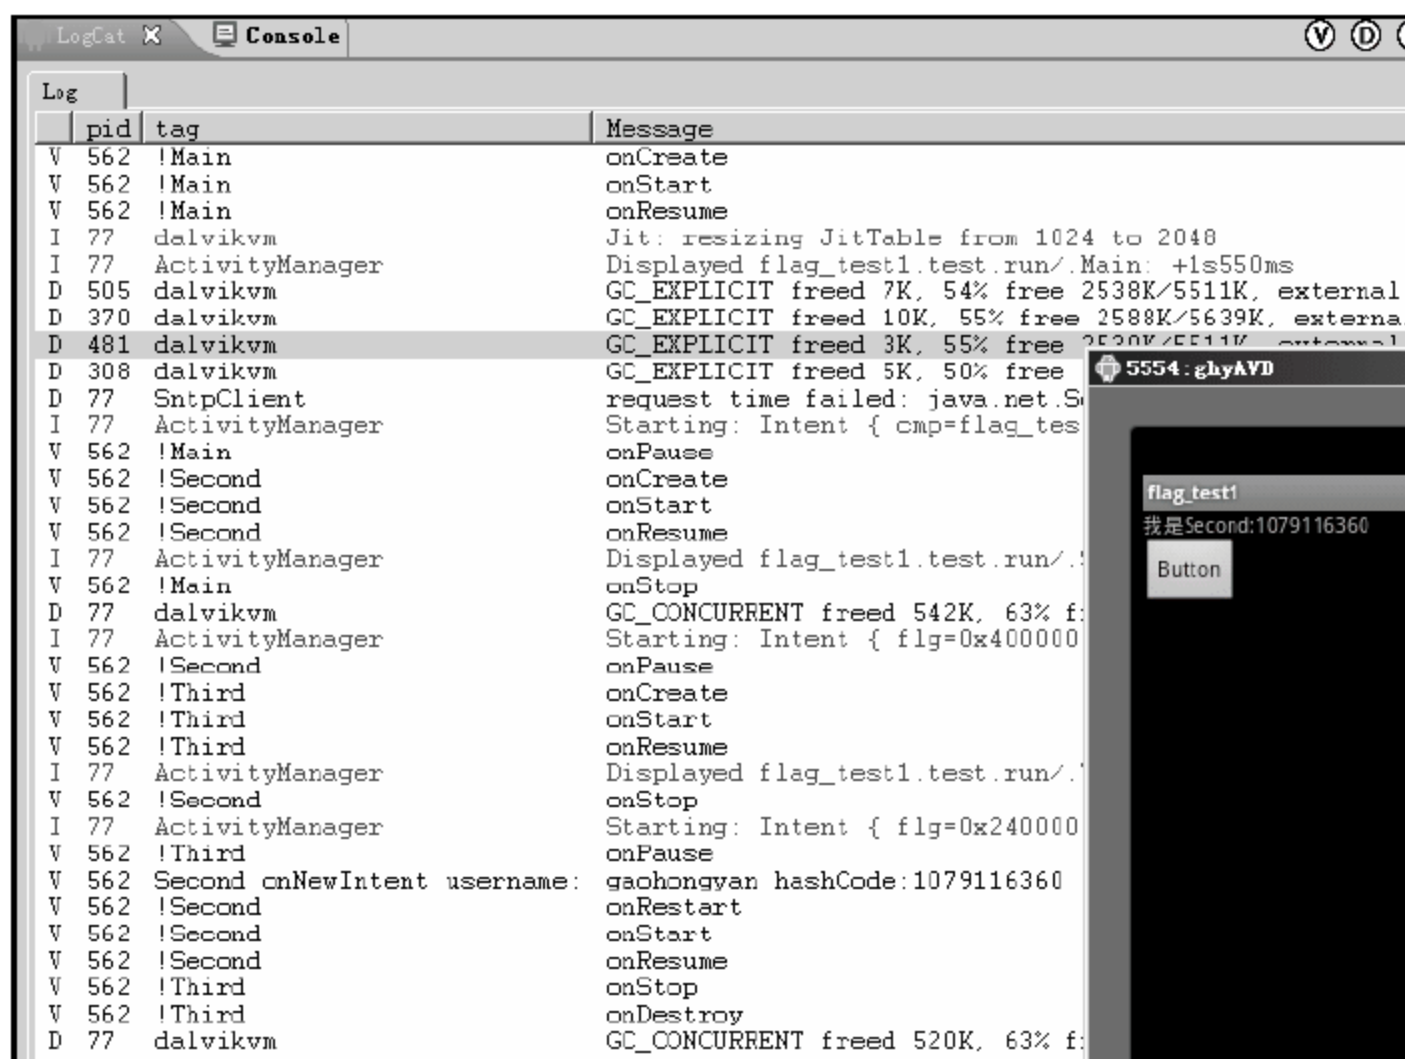 LogCat
Console
V D
Log
pid tag Message
V 562 !Main onCreate
V 562 !Main onStart
V 562 !Main onResume
I 77 dalvikvm Jit: resizing JitTable from 1024 to 2048
I 77 ActivityManager Displayed flag_test1.test.run/.Main: +1s550ms
D 505 dalvikvm GC_EXPLICIT freed 7K, 54% free 2538K/5511K, external
D 370 dalvikvm GC_EXPLICIT freed 10K, 55% free 2588K/5639K, externa
D 481 dalvikvm GC_EXPLICIT freed 3K, 55% free 2530K/5511K, external
D 308 dalvikvm GC_EXPLICIT freed 5K, 50% free
D 77 SntpClient request time failed: java.net.S
I 77 ActivityManager Starting: Intent { cmp=flag_tes
V 562 !Main onPause
V 562 !Second onCreate
V 562 !Second onStart
V 562 !Second onResume
I 77 ActivityManager Displayed flag_test1.test.run/.
V 562 !Main onStop
D 77 dalvikvm GC_CONCURRENT freed 542K, 63% f
I 77 ActivityManager Starting: Intent { flg=0x400000
V 562 !Second onPause
V 562 !Third onCreate
V 562 !Third onStart
V 562 !Third onResume
I 77 ActivityManager Displayed flag_test1.test.run/.
V 562 !Second onStop
I 77 ActivityManager Starting: Intent { flg=0x240000
V 562 !Third onPause
V 562 Second onNewIntent username: gaohongyan hashCode:1079116360
V 562 !Second onRestart
V 562 !Second onStart
V 562 !Second onResume
V 562 !Third onStop
V 562 !Third onDestroy
D 77 dalvikvm GC_CONCURRENT freed 520K, 63% f
5554:ghyAVD
flag_test1
我是Second:1079116360
Button